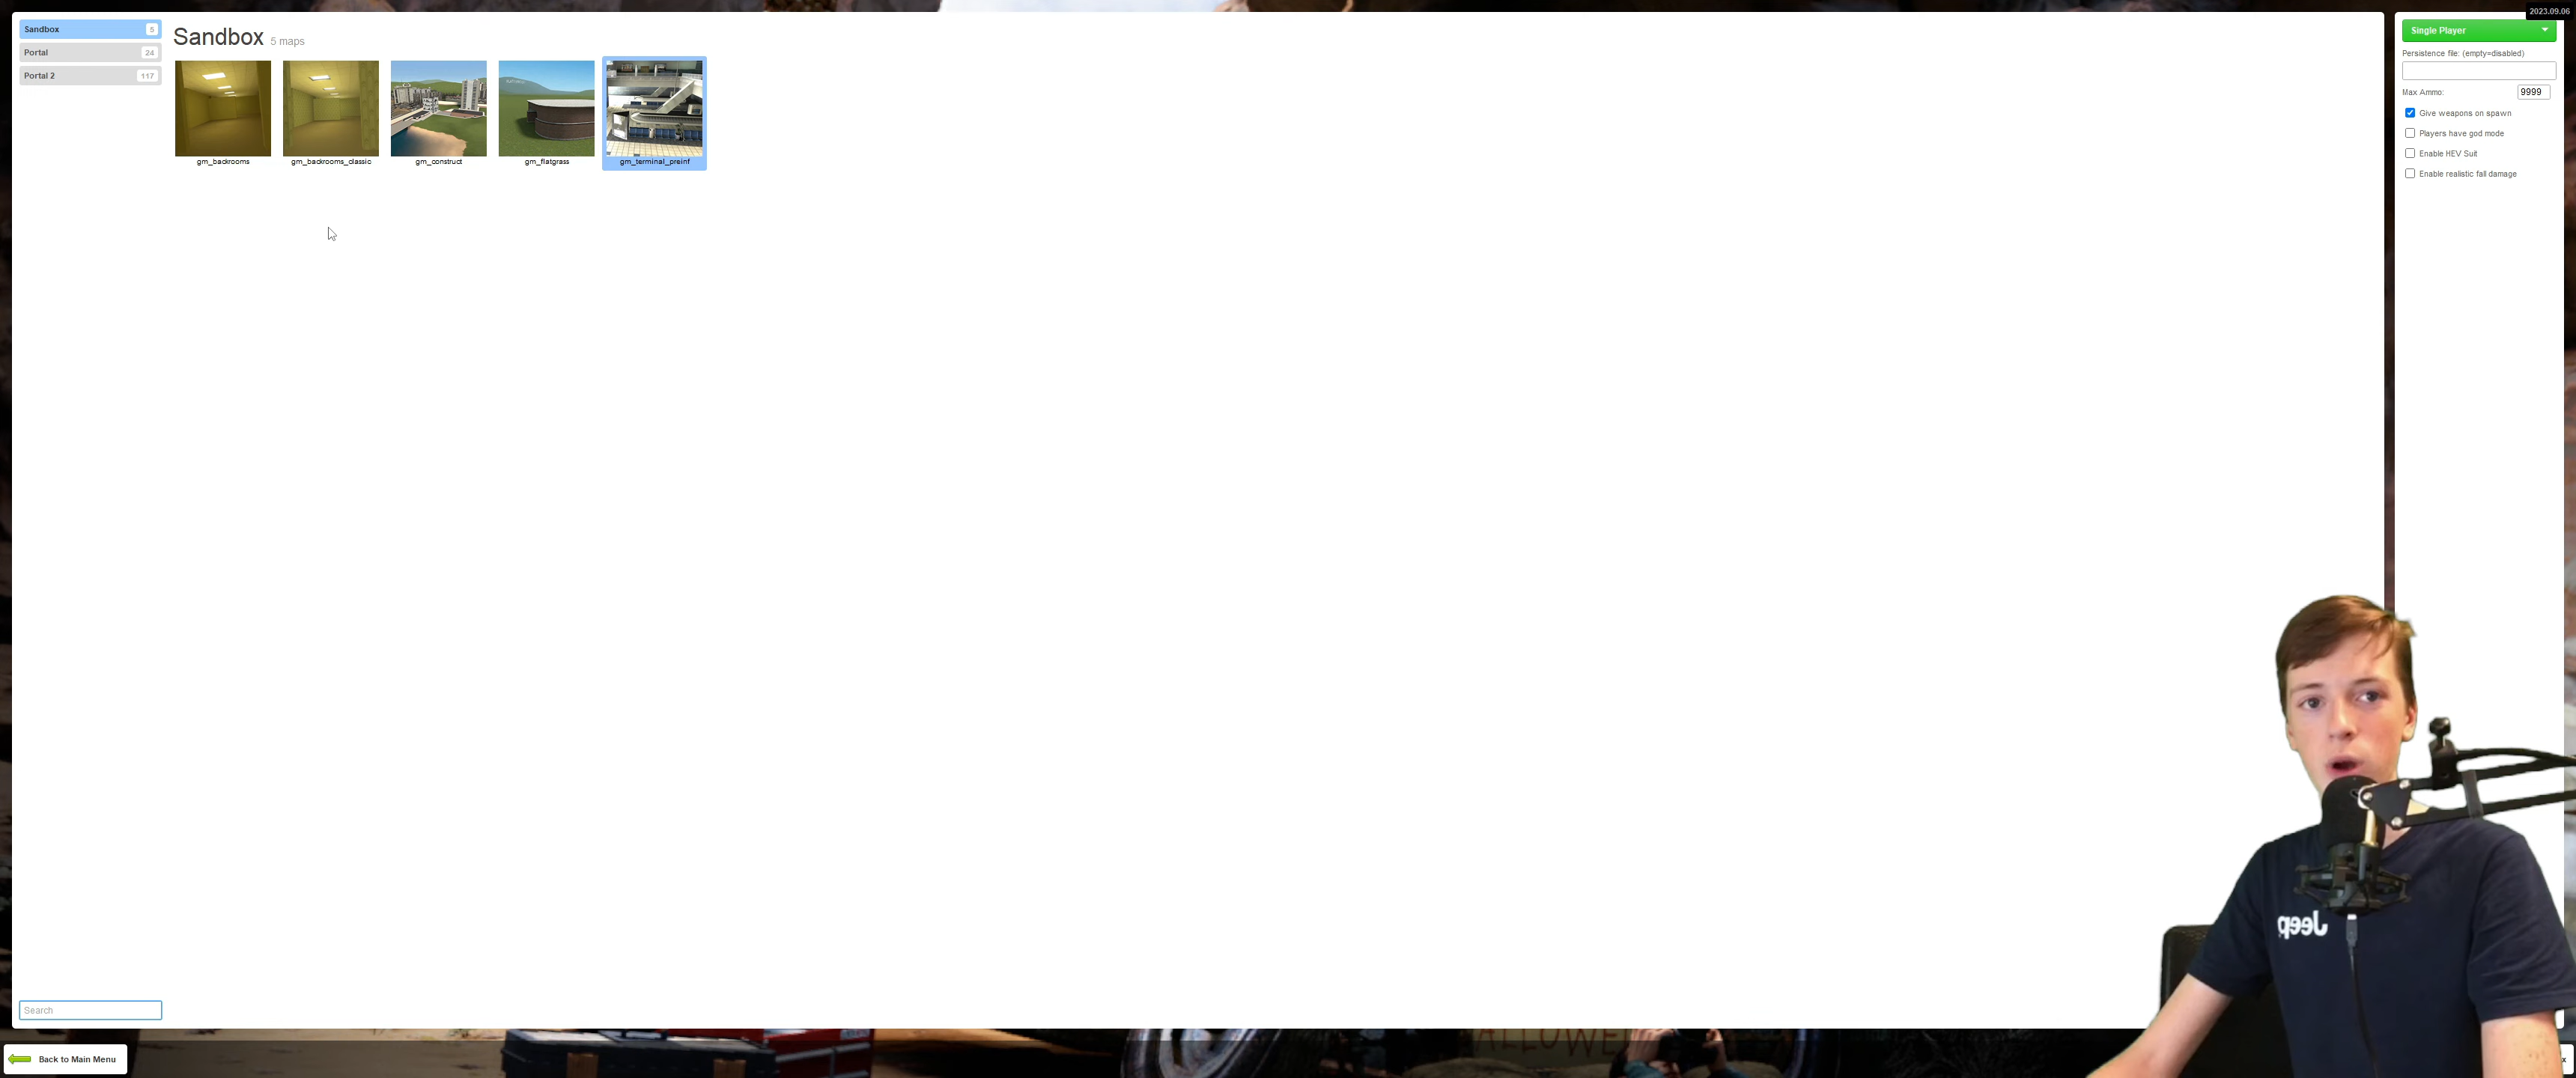 2023.09.06
Sandbox 5
Portal 24
Portal 2 117
Sandbox 5 maps
gm_backrooms
gm_backrooms_classic
gm_construct
gm_flatgrass
gm_terminal_preinf
Single Player
Persistence file: (empty=disabled)
Max Ammo: 9999
Give weapons on spawn
Players have god mode
Enable HEV Suit
Enable realistic fall damage
Jeep
Search
Back to Main Menu
ALLOWE
x